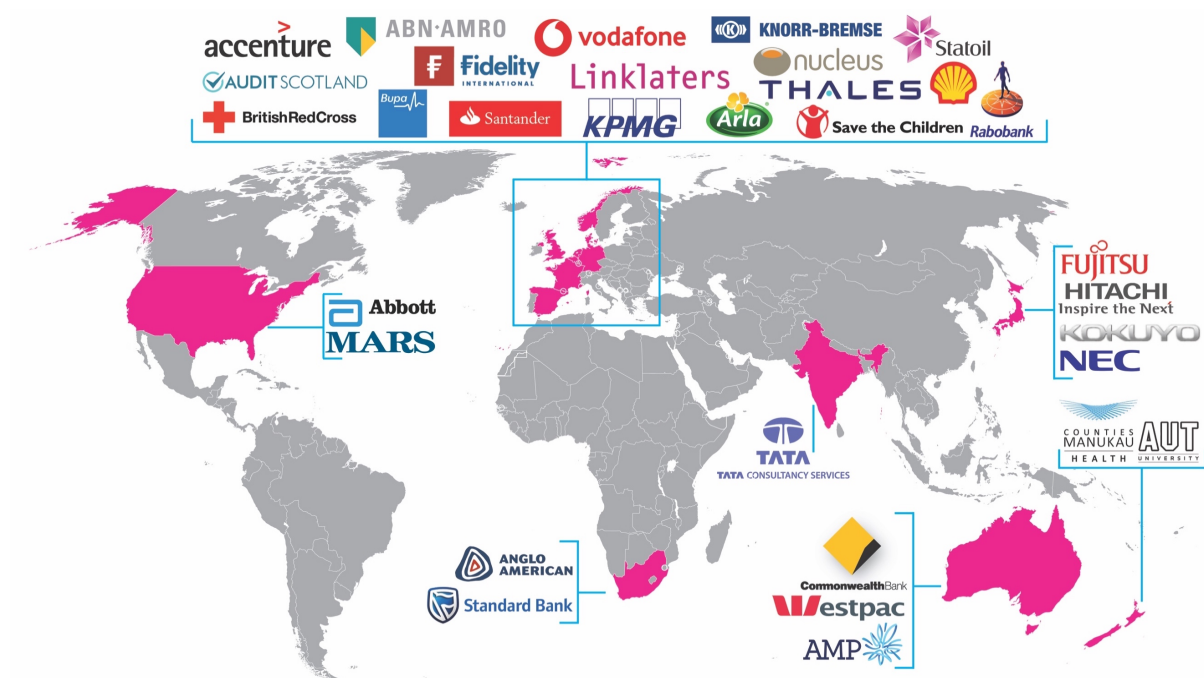 accenture
ABN·AMRO
vodafone
KNORR-BREMSE
Statoil
AUDIT SCOTLAND
Fidelity
INTERNATIONAL
Linklaters
nucleus
THALES
BritishRedCross
Bupa
Santander
KPMG
Arla
Save the Children
Rabobank
Abbott
MARS
FUJITSU
HITACHI
Inspire the Next
KOKUYO
NEC
TATA
TATA CONSULTANCY SERVICES
COUNTIES
MANUKAU
HEALTH
AUT
UNIVERSITY
ANGLO
AMERICAN
Standard Bank
CommonwealthBank
Westpac
AMP